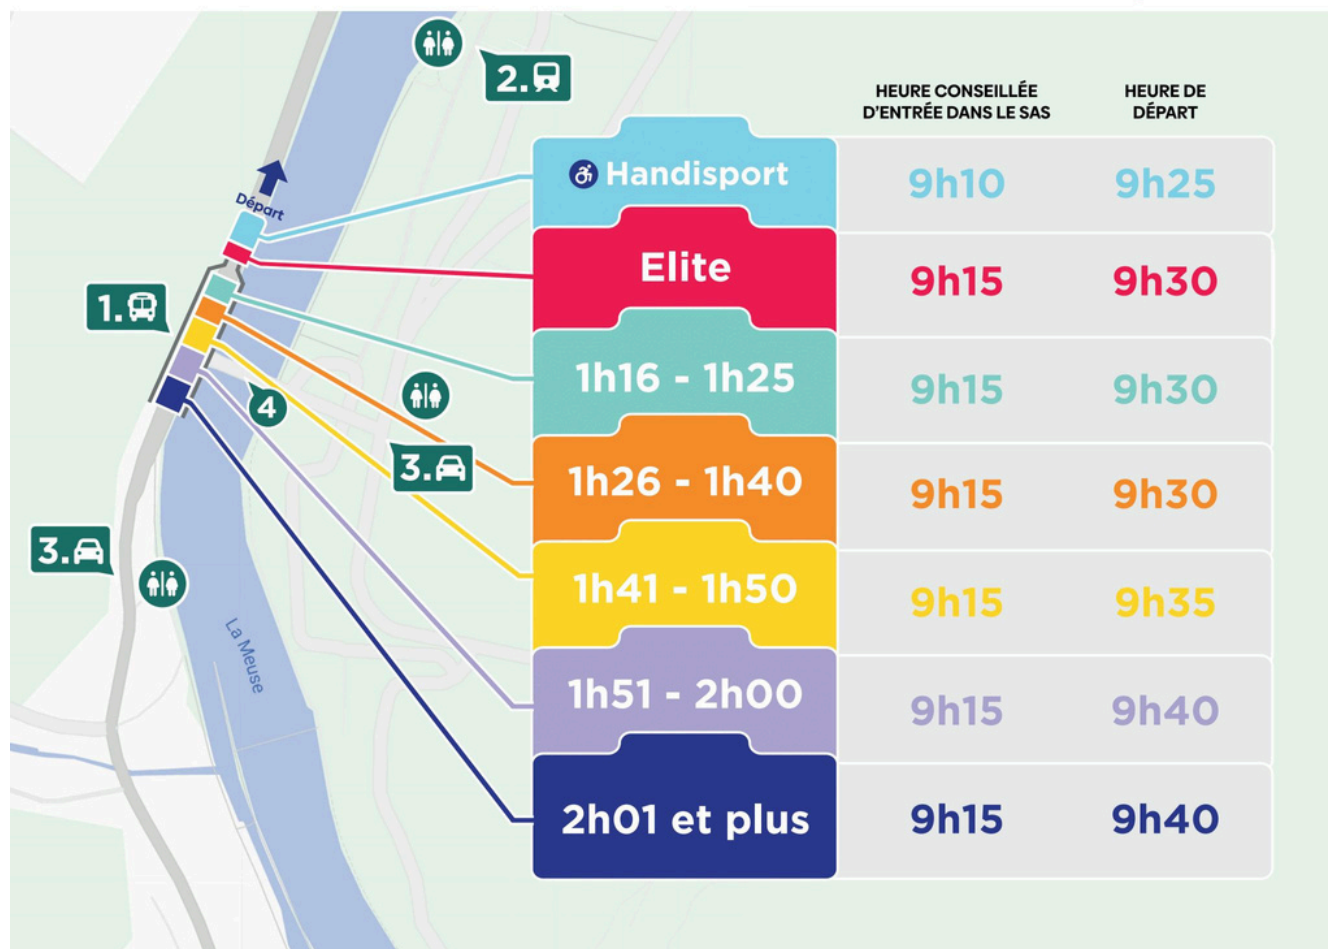 2.
HEURE CONSEILLÉE
D'ENTRÉE DANS LE SAS
HEURE DE
DÉPART
Handisport
9h10
9h25
Départ
Elite
9h15
9h30
1.
1h16 - 1h25
9h15
9h30
4
3.
1h26 - 1h40
9h15
9h30
3.
1h41 - 1h50
9h15
9h35
La Meuse
1h51 - 2h00
9h15
9h40
2h01 et plus
9h15
9h40